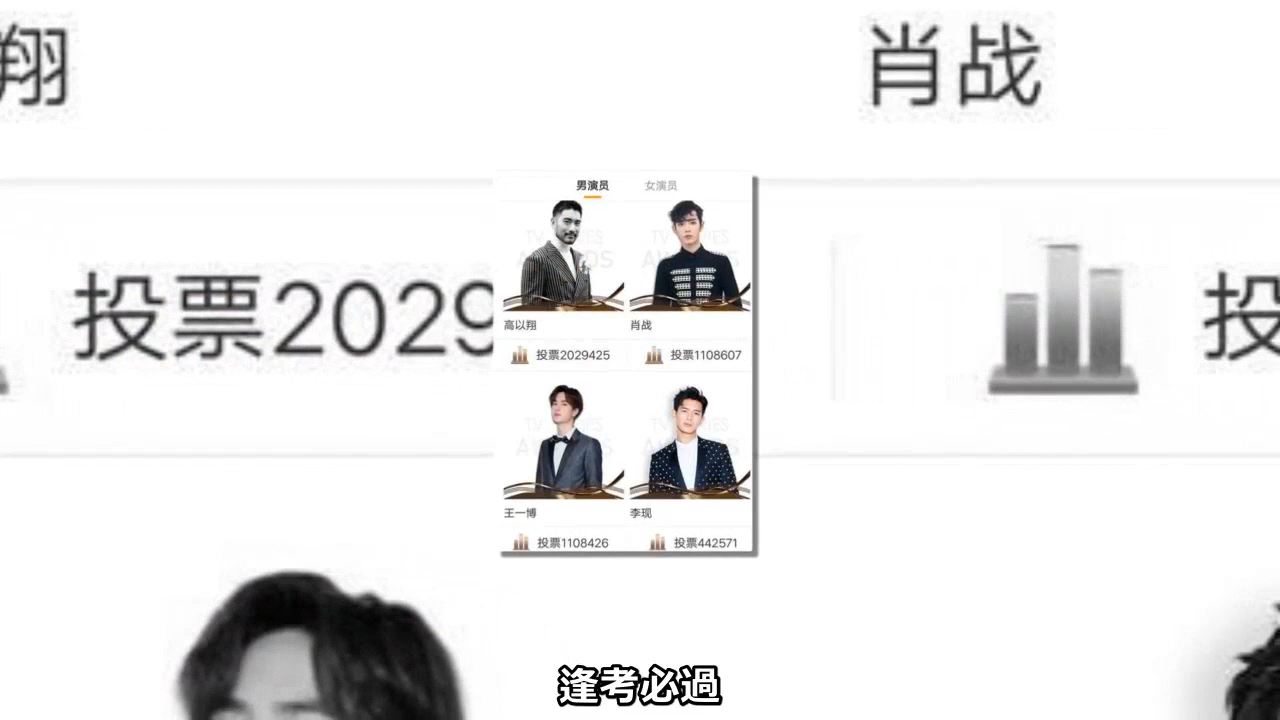 翔
肖战
投票2029
投
男演员
女演员
高以翔
肖战
投票2029425
投票1108607
王一博
李现
投票1108426
投票442571
逢考必過